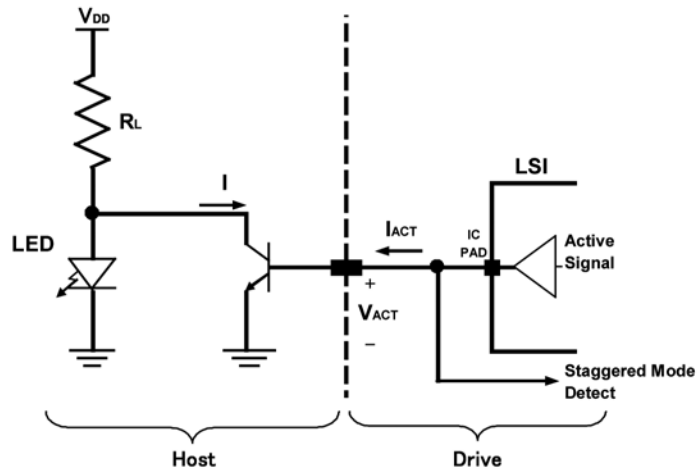 VDD
RL
LSI
I
IACT
IC
PAD
Active
Signal
LED
+
VACT
–
Staggered Mode
Detect
Host
Drive